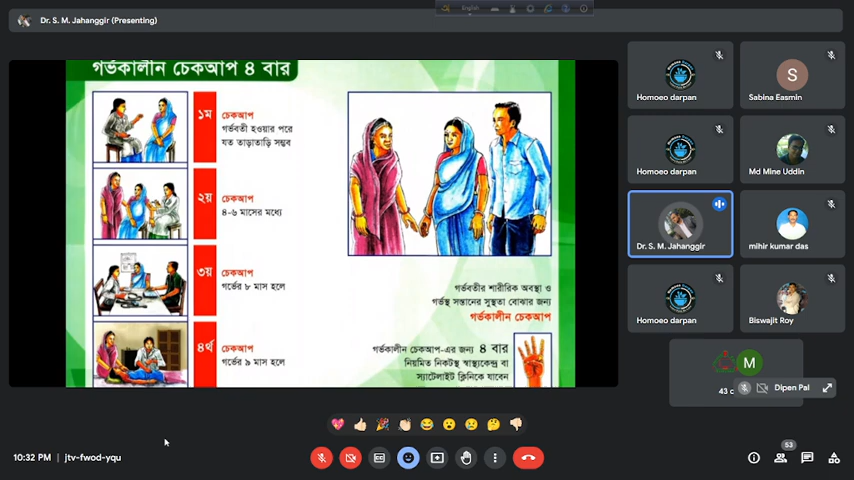 English
Dr. S. M. Jahanggir (Presenting)
গর্ভকালীন চেকআপ ৪ বার
১ম
চেকআপ
গর্ভবতী হওয়ার পরে
যত তাড়াতাড়ি সম্ভব
২য়
চেকআপ
৪-৬ মাসের মধ্যে
৩য়
চেকআপ
গর্ভের ৮ মাস হলে
৪র্থ
চেকআপ
গর্ভের ৯ মাস হলে
গর্ভবতীর শারীরিক অবস্থা ও
গর্ভস্থ সন্তানের সুস্থতা বোঝার জন্য
গর্ভকালীন চেকআপ
গর্ভকালীন চেকআপ-এর জন্য ৪ বার
নিয়মিত নিকটস্থ স্বাস্থ্যকেন্দ্র বা
স্যাটেলাইট ক্লিনিকে যাবেন
Homoeo darpan
S
Sabina Easmin
Homoeo darpan
Md Mine Uddin
Dr. S. M. Jahanggir
mihir kumar das
Homoeo darpan
Biswajit Roy
M
43
Dipen Pal
10:32 PM | jtv-fwod-yqu
53